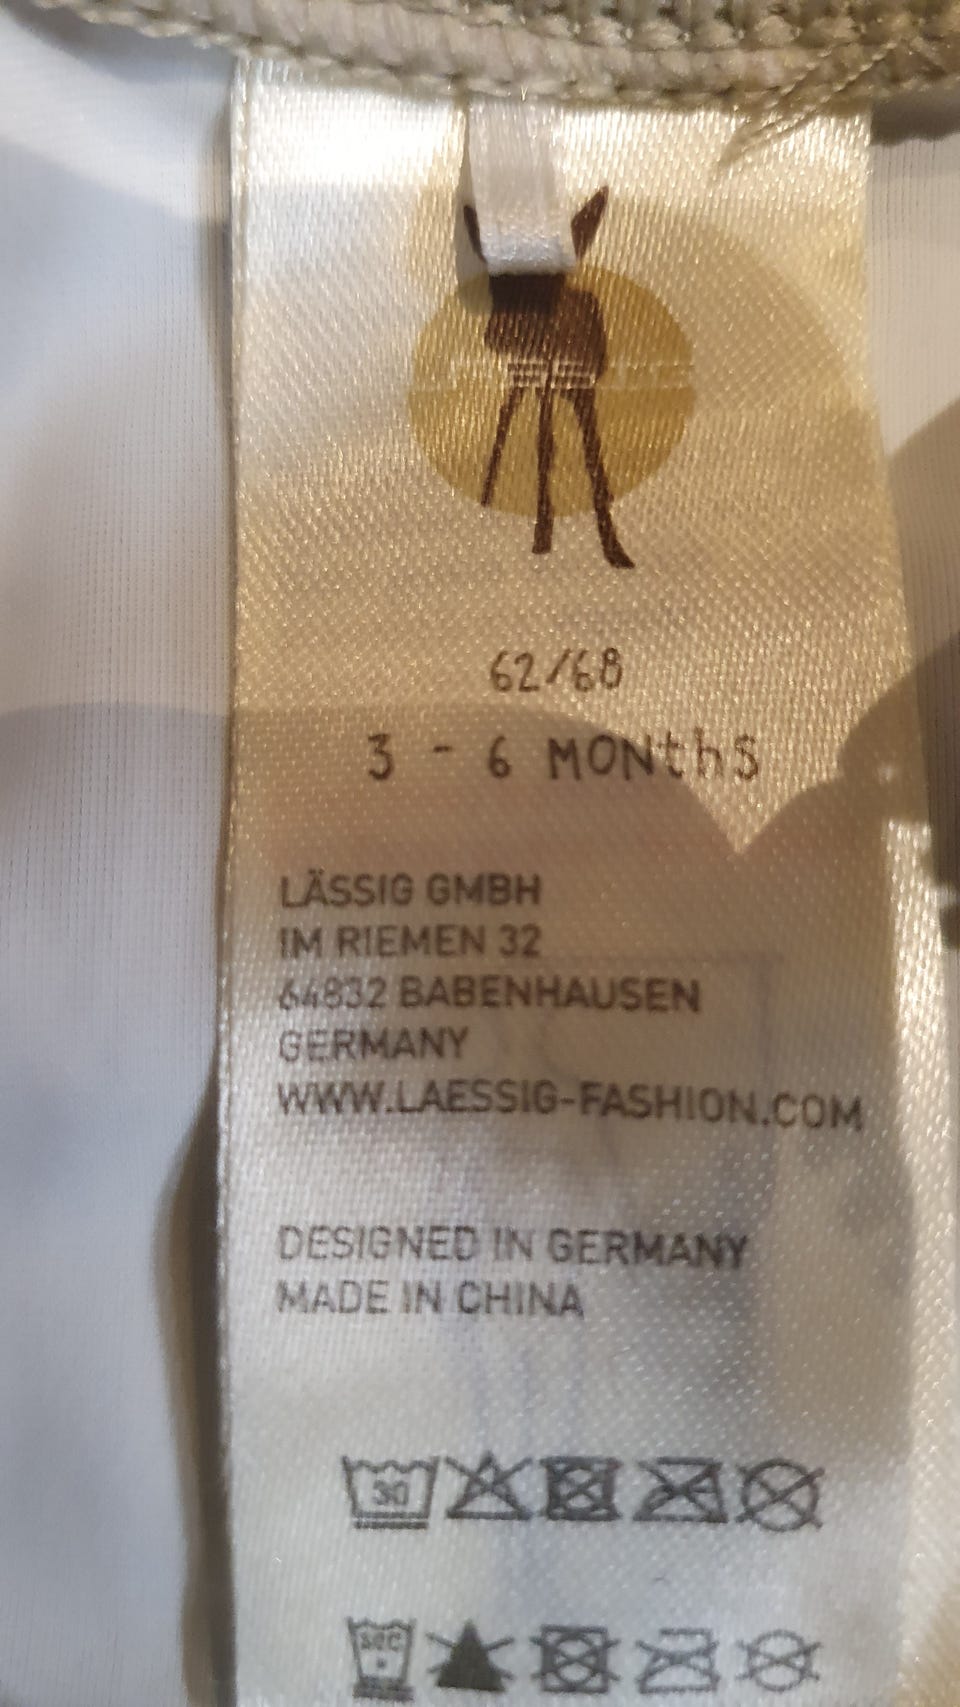 62/68
3 - 6 MONthS
LÄSSIG GMBH
IM RIEMEN 32
64832 BABENHAUSEN
GERMANY
WWW.LAESSIG-FASHION.COM
DESIGNED IN GERMANY
MADE IN CHINA
30